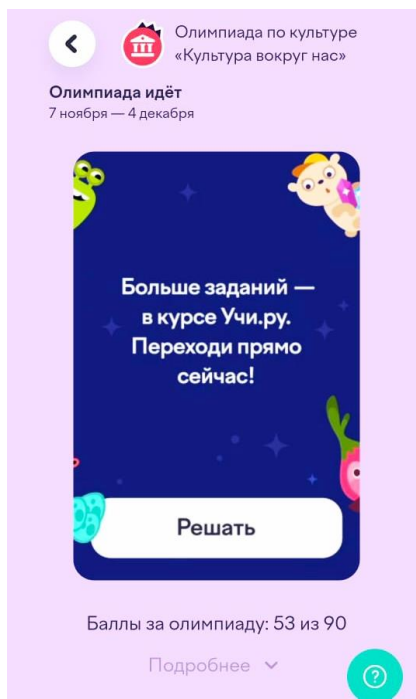 Олимпиада по культуре
«Культура вокруг нас»
Олимпиада идёт
7 ноября — 4 декабря
Больше заданий —
в курсе Учи.ру.
Переходи прямо
сейчас!
Решать
Баллы за олимпиаду: 53 из 90
Подробнее
?